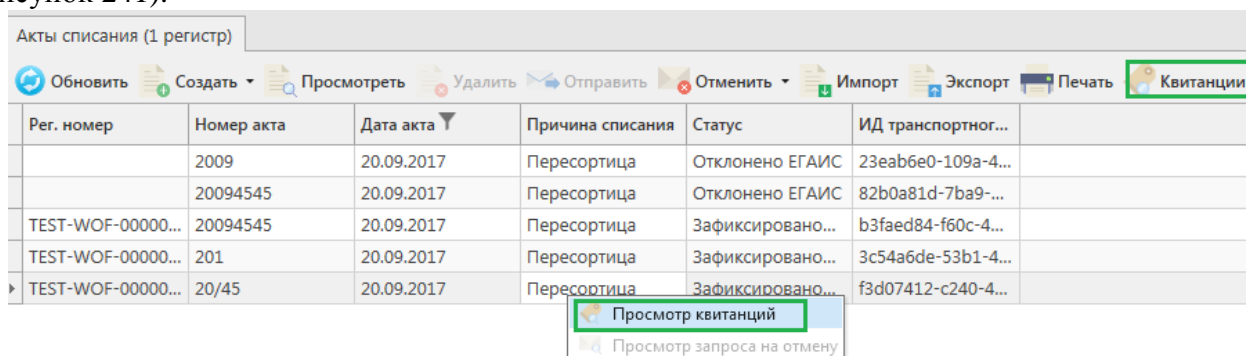 241).
Акты списания (1 регистр)
Обновить Создать Просмотреть Удалить Отправить Отменить Импорт Экспорт Печать Квитанции
Рег. номер Номер акта Дата акта Причина списания Статус ИД транспортног...
2009 20.09.2017 Пересортица Отклонено ЕГАИС 23eab6e0-109a-4...
20094545 20.09.2017 Пересортица Отклонено ЕГАИС 82b0a81d-7ba9-...
TEST-WOF-00000... 20094545 20.09.2017 Пересортица Зафиксировано... b3faed84-f60c-4...
TEST-WOF-00000... 201 20.09.2017 Пересортица Зафиксировано... 3c54a6de-53b1-4...
TEST-WOF-00000... 20/45 20.09.2017 Пересортица Зафиксировано... f3d07412-c240-4...
Просмотр квитанций
Просмотр запроса на отмену